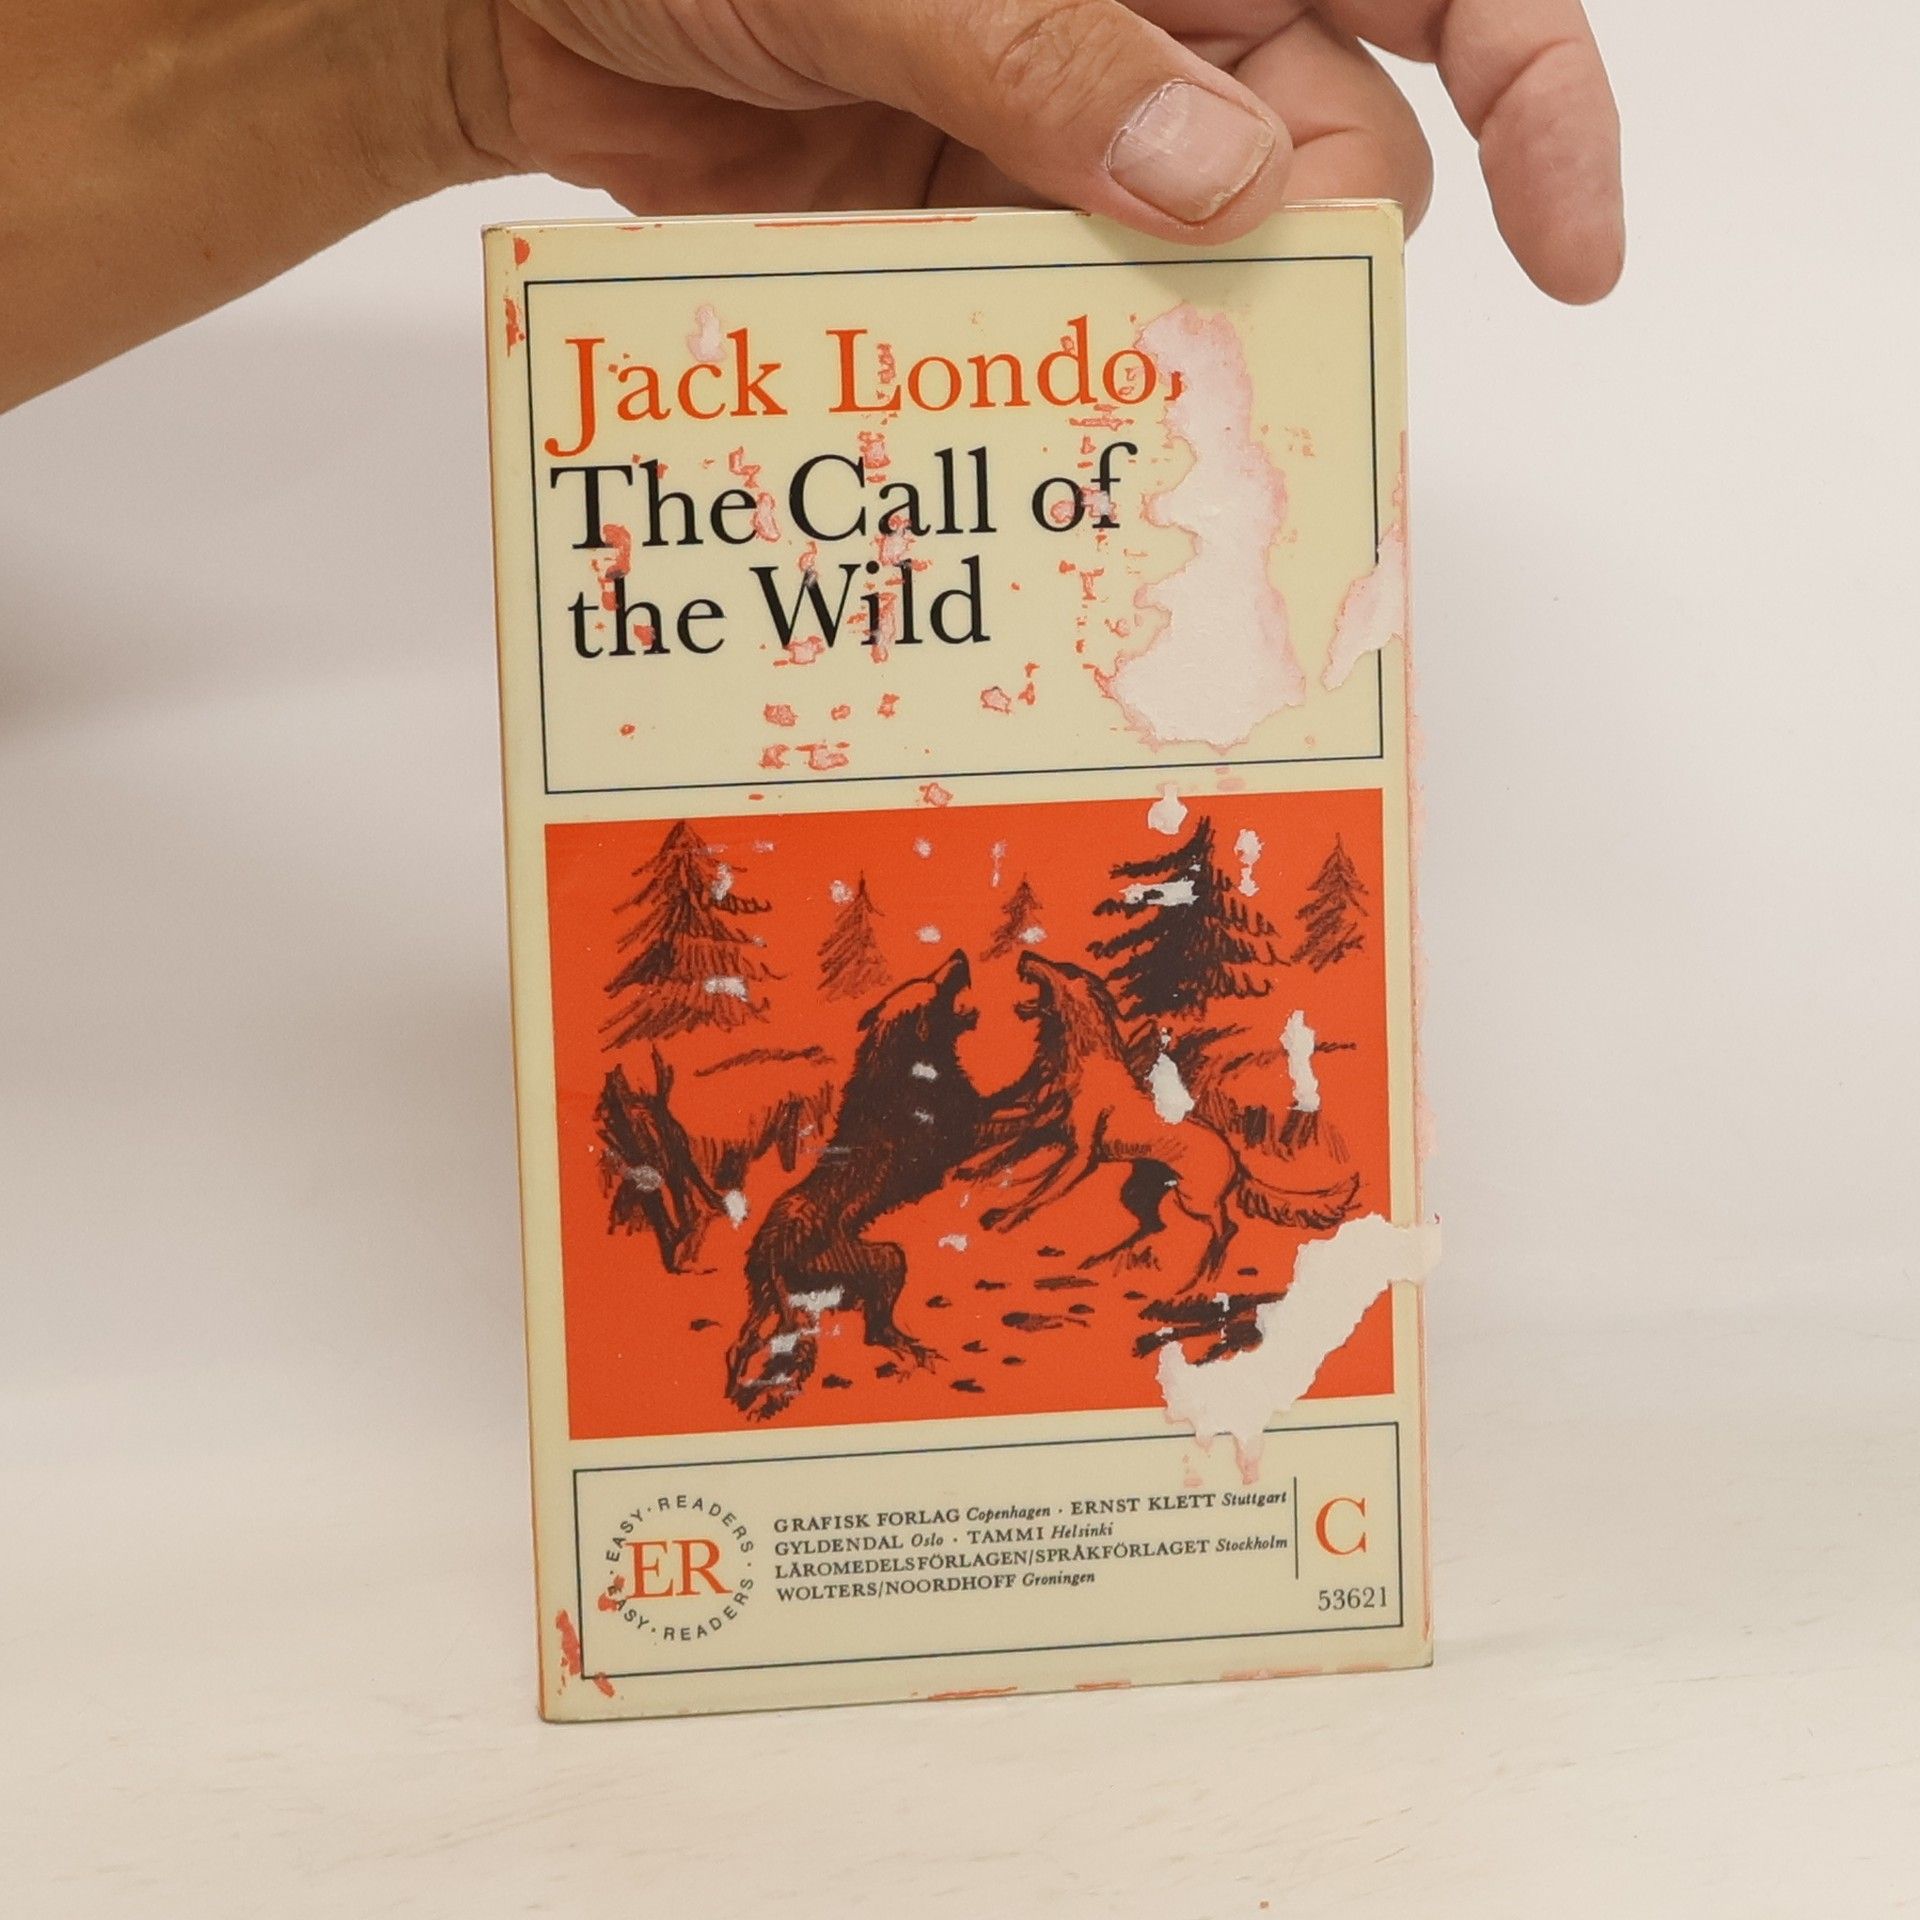 Jack Londo
The Call of
the Wild
EASY · READERS · EASY · READERS ·
ER
GRAFISK FORLAG Copenhagen · ERNST KLETT Stuttgart
GYLDENDAL Oslo · TAMMI Helsinki
LÄROMEDELSFÖRLAGEN/SPRÅKFÖRLAGET Stockholm
WOLTERS/NOORDHOFF Groningen
C
53621